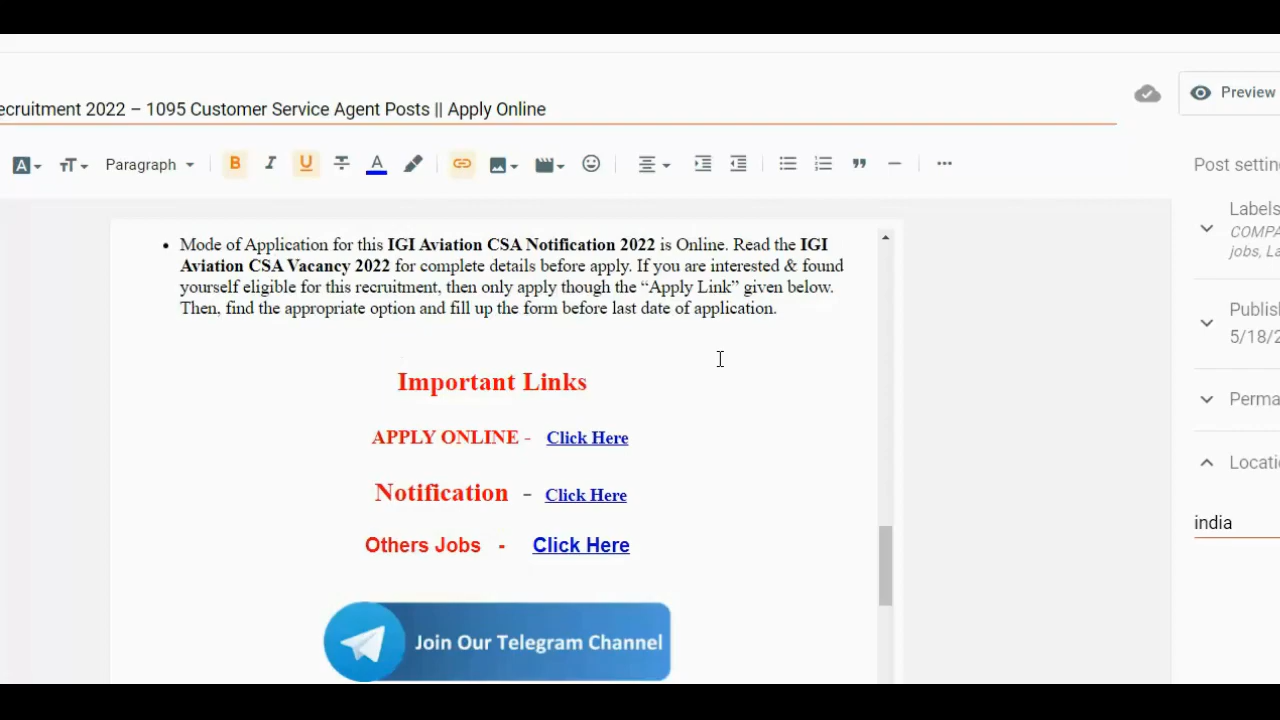 ecruitment 2022 – 1095 Customer Service Agent Posts || Apply Online
Preview
Paragraph
B I U A
Post settin
Labels
COMPA
jobs, La
Publish
5/18/2
Perma
Locati
india
Mode of Application for this IGI Aviation CSA Notification 2022 is Online. Read the IGI
Aviation CSA Vacancy 2022 for complete details before apply. If you are interested & found
yourself eligible for this recruitment, then only apply though the “Apply Link” given below.
Then, find the appropriate option and fill up the form before last date of application.
Important Links
APPLY ONLINE - Click Here
Notification - Click Here
Others Jobs - Click Here
Join Our Telegram Channel